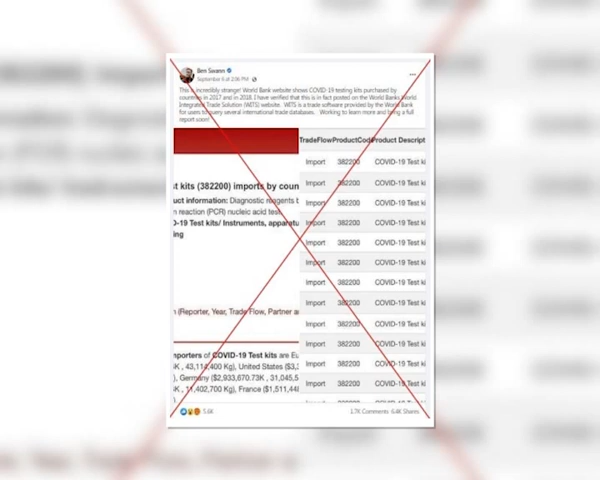 Ben Swann
September 6 at 2:06 PM
This is incredibly strange! World Bank website shows COVID-19 testing kits purchased by
countries in 2017 and in 2018. I have verified that this is in fact posted on the World Banks World
Integrated Trade Solution (WITS) website. WITS is a trade software provided by the World Bank
for users to query several international trade databases. Working to learn more and bring a full
report soon!
TradeFlow ProductCode Product Descript
Import 382200 COVID-19 Test ki
Import 382200 COVID-19 Test ki
Import 382200 COVID-19 Test ki
Import 382200 COVID-19 Test ki
Import 382200 COVID-19 Test ki
Import 382200 COVID-19 Test ki
Import 382200 COVID-19 Test ki
Import 382200 COVID-19 Test ki
Import 382200 COVID-19 Test ki
Import 382200 COVID-19 Test ki
Import 382200 COVID-19 Test ki
Import 382200 COVID-19 Test ki
st kits (382200) imports by coun
uct information: Diagnostic reagents b
n reaction (PCR) nucleic acid test
D-19 Test kits/ Instruments, apparatu
ing
n (Reporter, Year, Trade Flow, Partner a
mporters of COVID-19 Test kits are Eu
K , 43,114,400 Kg), United States ($3,
), Germany ($2,933,670.73K , 31,045,5
K , 11,402,700 Kg), France ($1,511,44
5.6K
1.7K Comments 6.4K Shares